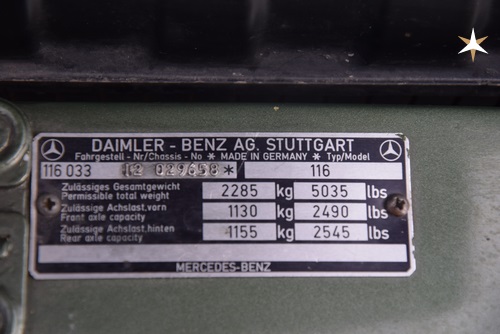 DAIMLER - BENZ AG. STUTTGART
Fahrgestell - Nr/Chassis - No * MADE IN GERMANY * Typ/Model
116 033 12 029658 * 116
Zulässiges Gesamtgewicht
Permissible total weight 2285 kg 5035 lbs
Zulässige Achslast.vorn
Front axle capacity 1130 kg 2490 lbs
Zulässige Achslast.hinten
Rear axle capacity 1155 kg 2545 lbs
MERCEDES-BENZ